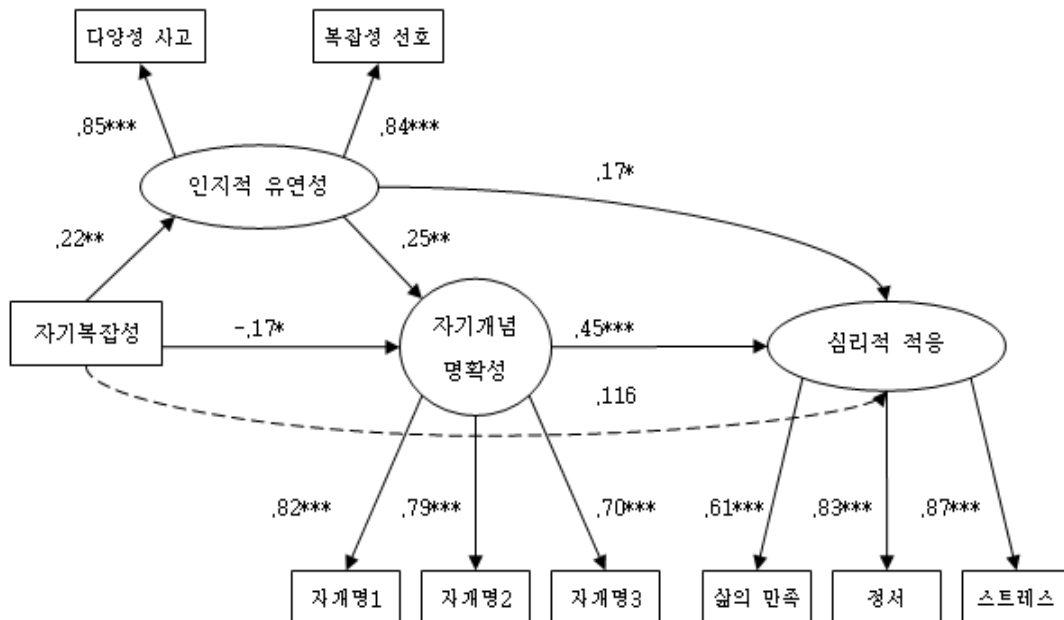 다양성 사고
복잡성 선호
.85***
.84***
인지적 유연성
.17*
.22**
.25**
자기복잡성
-.17*
자기개념
명확성
.45***
심리적 적응
.116
.82***
.79***
.70***
.61***
.83***
.87***
자개명1
자개명2
자개명3
삶의 만족
정서
스트레스